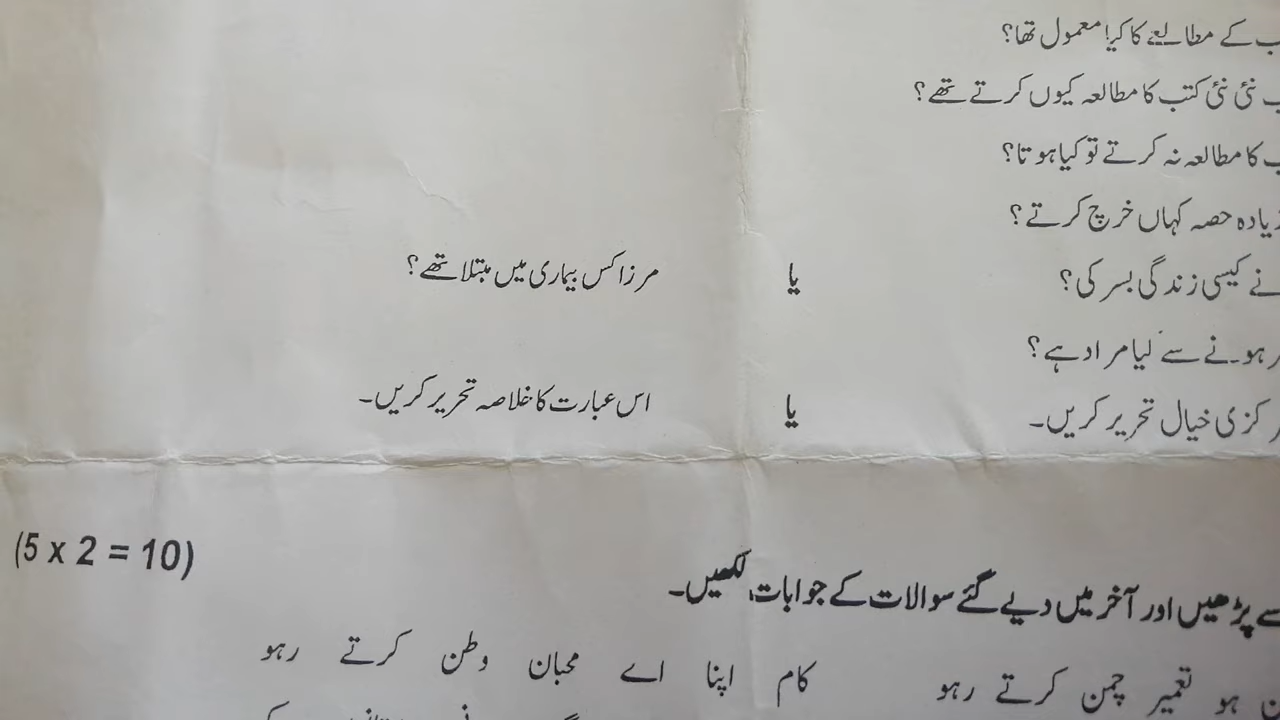 کے مطالعے کا کیا معمول تھا؟
نئی نئی کتب کا مطالعہ کیوں کرتے تھے؟
کا مطالعہ نہ کرتے تو کیا ہوتا؟
زیادہ حصہ کہاں خرچ کرتے؟
نے کیسی زندگی بسر کی؟ یا مرزا کس بیماری میں مبتلا تھے؟
ہونے سے کیا مراد ہے؟
مرکزی خیال تحریر کریں۔ یا اس عبارت کا خلاصہ تحریر کریں۔
(5 x 2 = 10)
سے پڑھیں اور آخر میں دیے گئے سوالات کے جوابات لکھیں۔
ہو تعمیر چمن کرتے رہو کام اپنا اے محبان وطن کرتے رہو